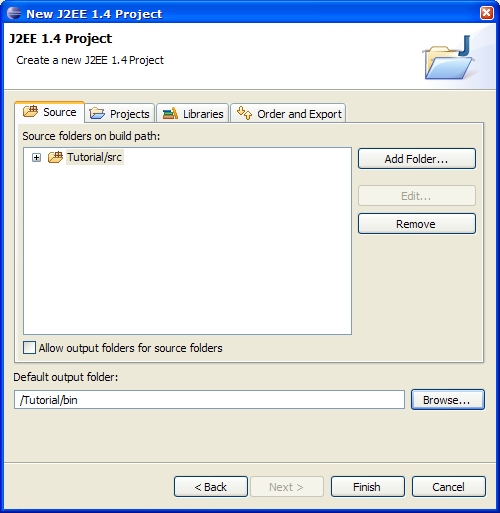 New J2EE 1.4 Project
J2EE 1.4 Project
Create a new J2EE 1.4 Project
Source Projects Libraries Order and Export
Source folders on build path:
Tutorial/src
Add Folder...
Edit...
Remove
Allow output folders for source folders
Default output folder:
/Tutorial/bin
Browse...
< Back Next > Finish Cancel